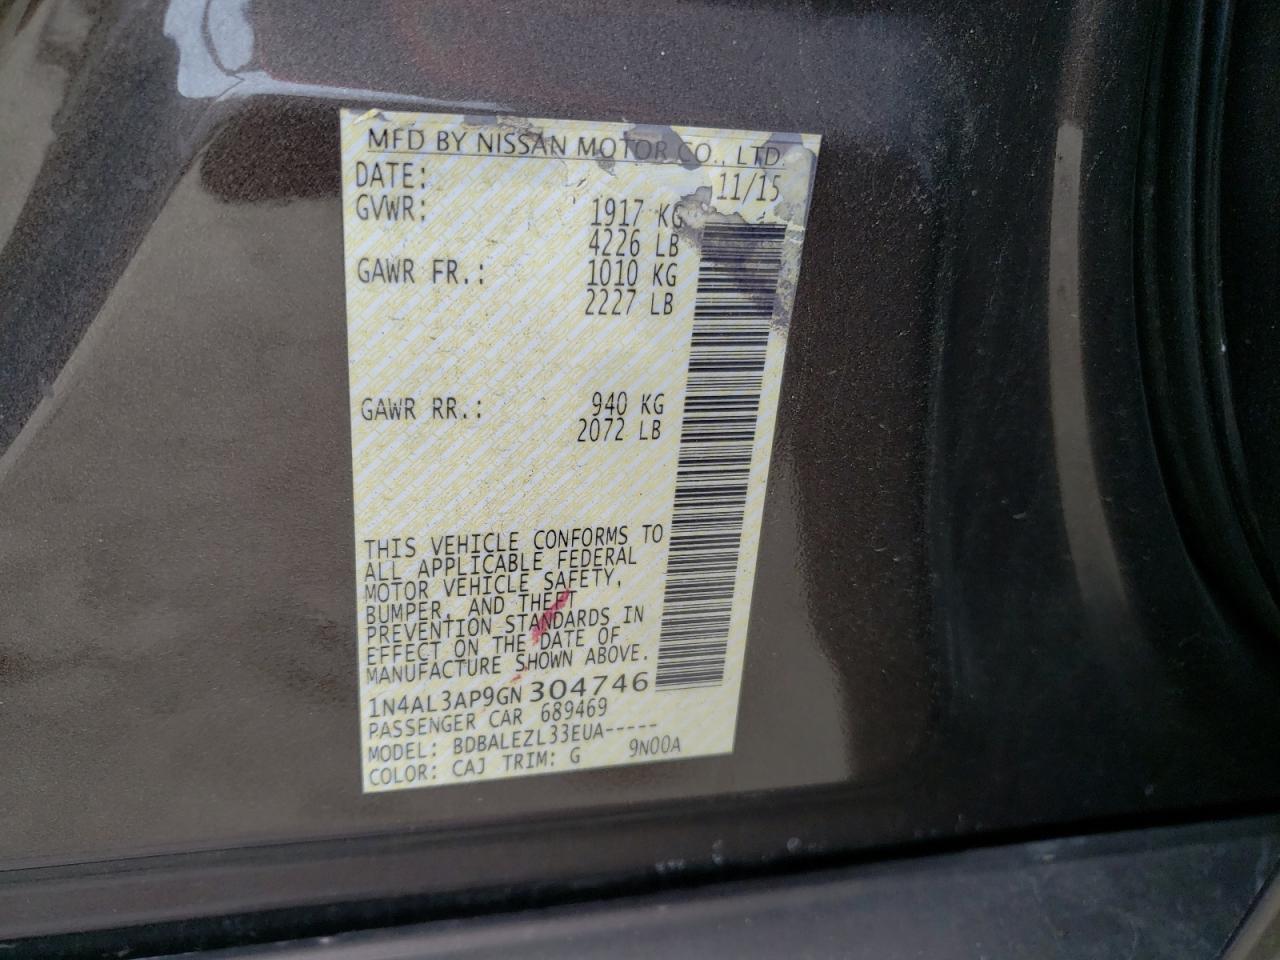 MFD BY NISSAN MOTOR CO., LTD.
DATE: 11/15
GVWR: 1917 KG
4226 LB
GAWR FR.: 1010 KG
2227 LB
GAWR RR.: 940 KG
2072 LB
THIS VEHICLE CONFORMS TO
ALL APPLICABLE FEDERAL
MOTOR VEHICLE SAFETY,
BUMPER, AND THEFT
PREVENTION STANDARDS IN
EFFECT ON THE DATE OF
MANUFACTURE SHOWN ABOVE.
1N4AL3AP9GN304746
PASSENGER CAR 689469
MODEL: BDBALEZL33EUA-----
COLOR: CAJ TRIM: G 9N00A